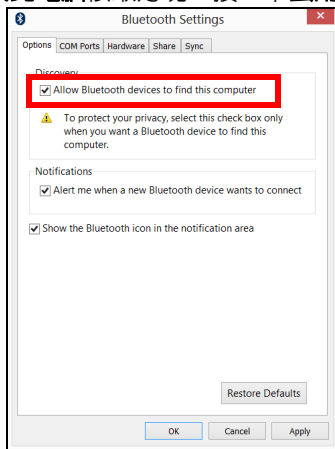 Bluetooth Settings
Options COM Ports Hardware Share Sync
Discovery
Allow Bluetooth devices to find this computer
To protect your privacy, select this check box only
when you want a Bluetooth device to find this
computer.
Notifications
Alert me when a new Bluetooth device wants to connect
Show the Bluetooth icon in the notification area
Restore Defaults
OK Cancel Apply